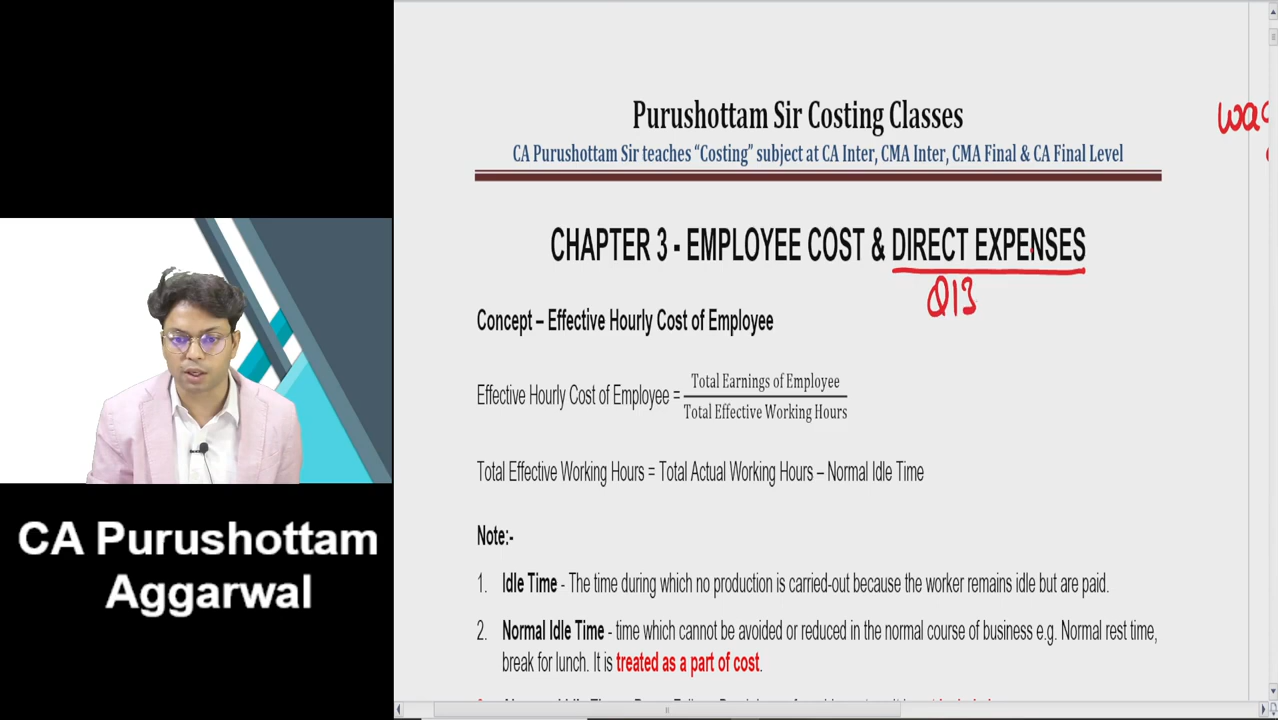 Purushottam Sir Costing Classes
CA Purushottam Sir teaches “Costing” subject at CA Inter, CMA Inter, CMA Final & CA Final Level
CHAPTER 3 - EMPLOYEE COST & DIRECT EXPENSES
Q13
Concept – Effective Hourly Cost of Employee
Effective Hourly Cost of Employee = Total Earnings of Employee
Total Effective Working Hours
Total Effective Working Hours = Total Actual Working Hours – Normal Idle Time
Note:-
1. Idle Time - The time during which no production is carried-out because the worker remains idle but are paid.
2. Normal Idle Time - time which cannot be avoided or reduced in the normal course of business e.g. Normal rest time,
break for lunch. It is treated as a part of cost.
CA Purushottam
Aggarwal